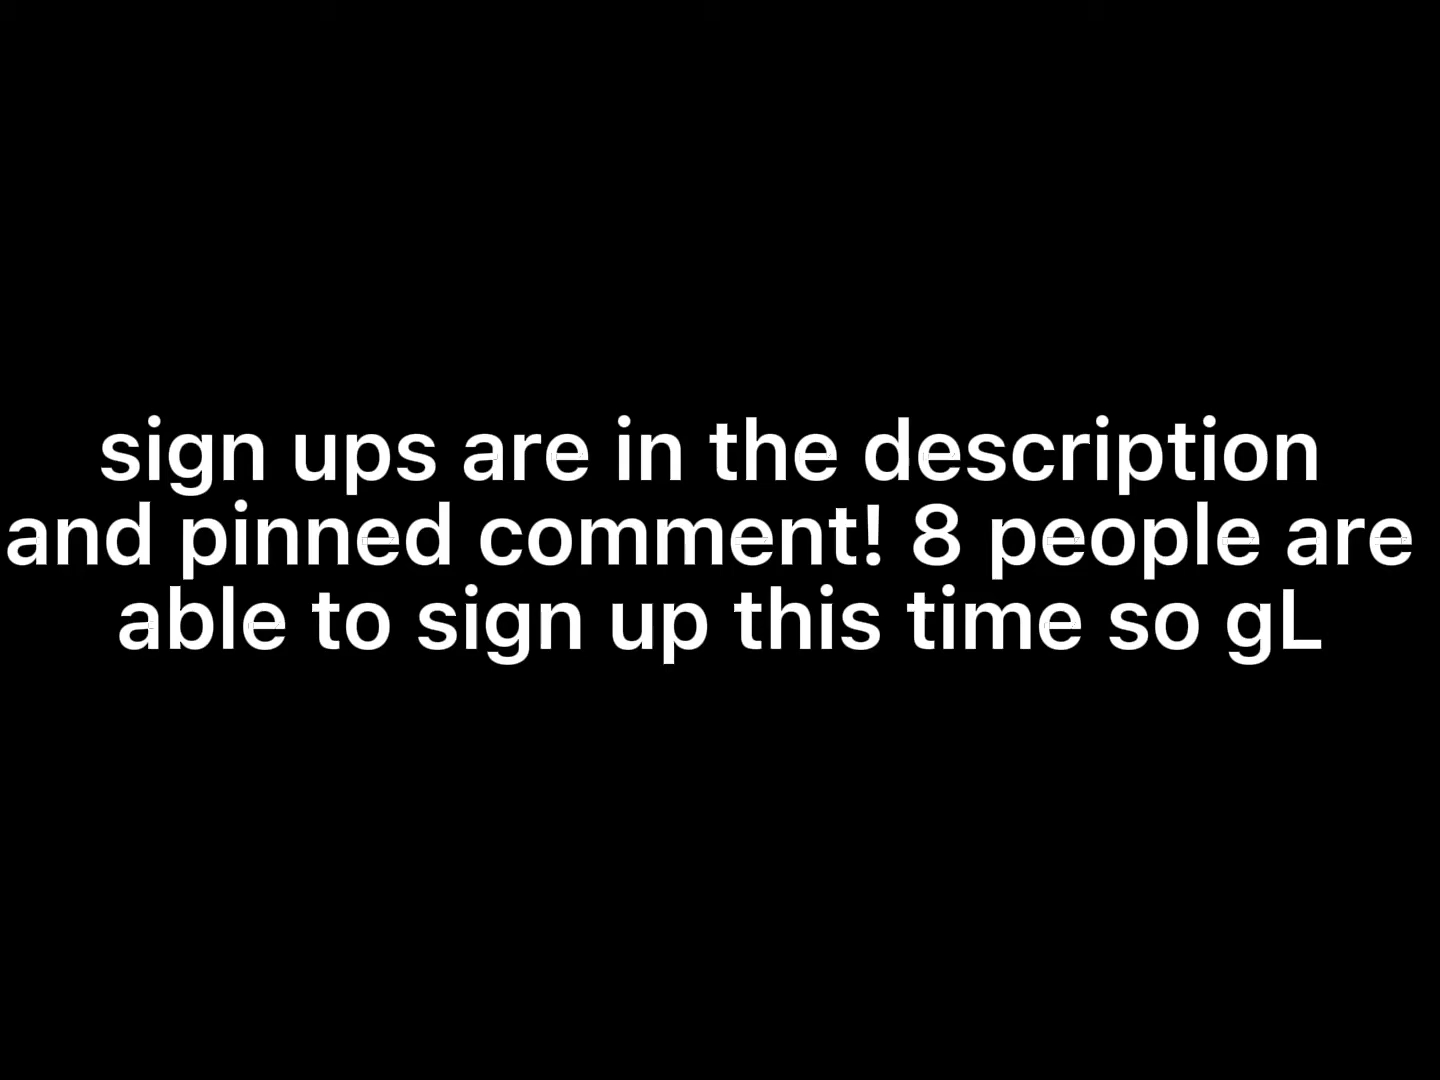 sign ups are in the description
and pinned comment! 8 people are
able to sign up this time so gL